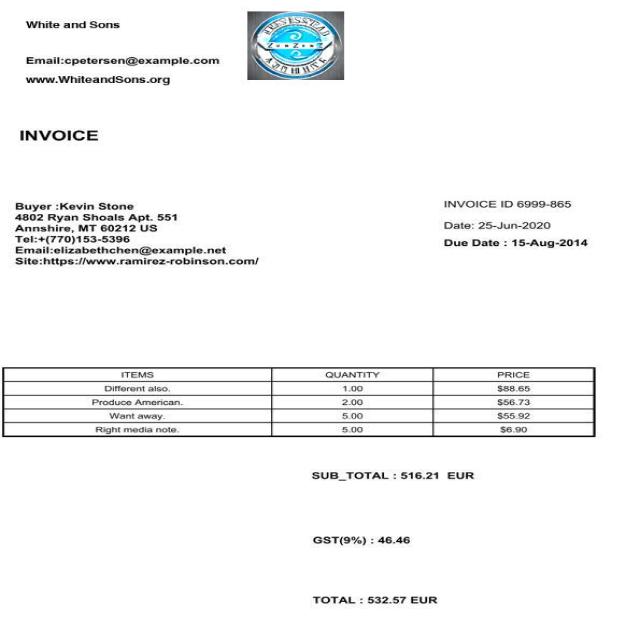 White and Sons
Email:cpetersen@example.com
www.WhiteandSons.org
INVOICE
Buyer :Kevin Stone
4802 Ryan Shoals Apt. 551
Annshire, MT 60212 US
Tel:+(770)153-5396
Email:elizabethchen@example.net
Site:https://www.ramirez-robinson.com/
INVOICE ID 6999-865
Date: 25-Jun-2020
Due Date : 15-Aug-2014
ITEMS QUANTITY PRICE
Different also. 1.00 $88.65
Produce American. 2.00 $56.73
Want away. 5.00 $55.92
Right media note. 5.00 $6.90
SUB_TOTAL : 516.21 EUR
GST(9%) : 46.46
TOTAL : 532.57 EUR